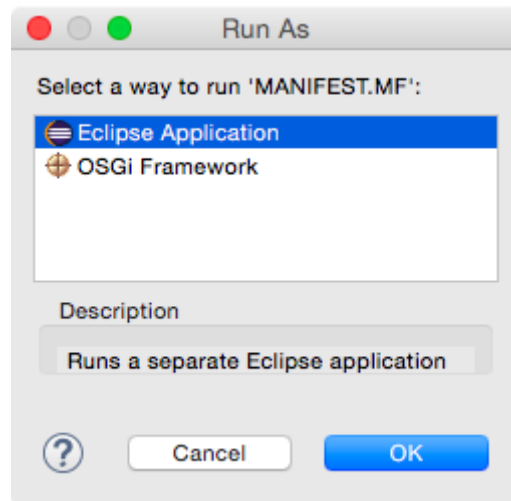 Run As
Select a way to run 'MANIFEST.MF':
Eclipse Application
OSGi Framework
Description
Runs a separate Eclipse application
?
Cancel
OK